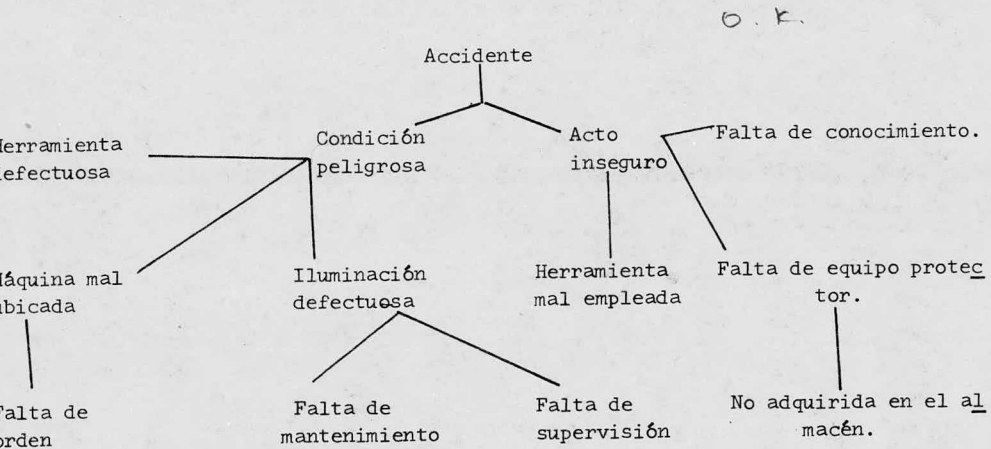 O. K.
Accidente
Herramienta
defectuosa
Condición
peligrosa
Acto
inseguro
Falta de conocimiento.
Máquina mal
ubicada
Iluminación
defectuosa
Herramienta
mal empleada
Falta de equipo protec
tor.
Falta de
orden
Falta de
mantenimiento
Falta de
supervisión
No adquirida en el al
macén.